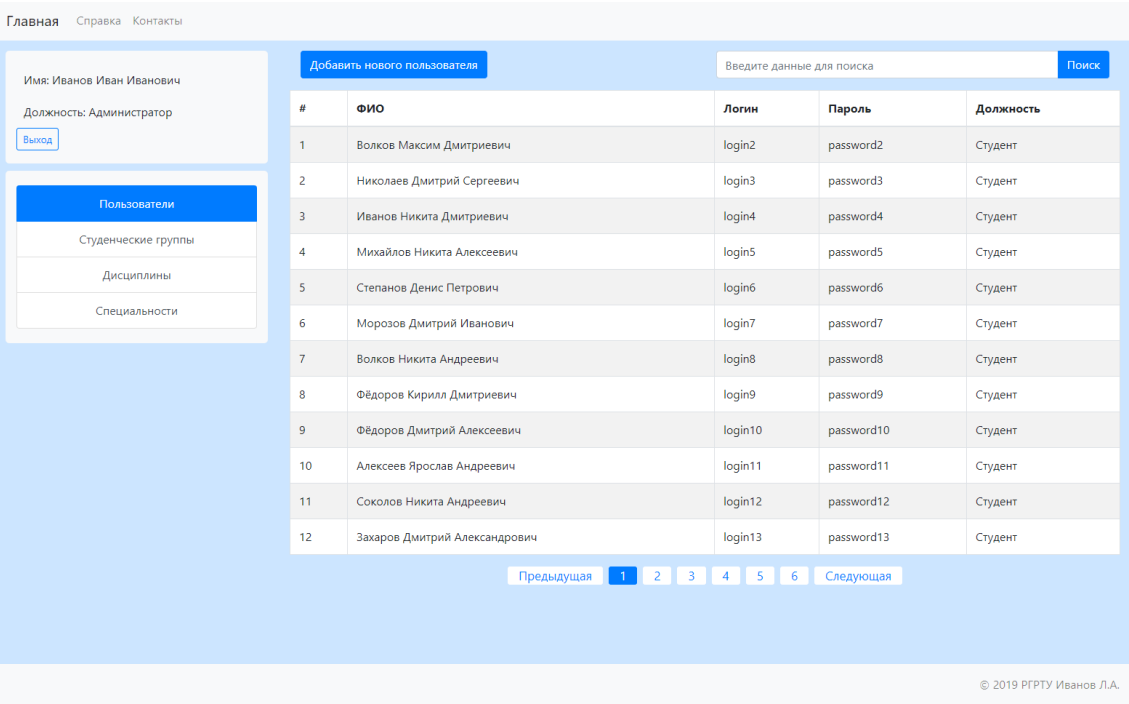 Главная Справка Контакты
Имя: Иванов Иван Иванович
Должность: Администратор
Выход
Пользователи
Студенческие группы
Дисциплины
Специальности
Добавить нового пользователя Введите данные для поиска Поиск
# ФИО Логин Пароль Должность
1 Волков Максим Дмитриевич login2 password2 Студент
2 Николаев Дмитрий Сергеевич login3 password3 Студент
3 Иванов Никита Дмитриевич login4 password4 Студент
4 Михайлов Никита Алексеевич login5 password5 Студент
5 Степанов Денис Петрович login6 password6 Студент
6 Морозов Дмитрий Иванович login7 password7 Студент
7 Волков Никита Андреевич login8 password8 Студент
8 Фёдоров Кирилл Дмитриевич login9 password9 Студент
9 Фёдоров Дмитрий Алексеевич login10 password10 Студент
10 Алексеев Ярослав Андреевич login11 password11 Студент
11 Соколов Никита Андреевич login12 password12 Студент
12 Захаров Дмитрий Александрович login13 password13 Студент
Предыдущая 1 2 3 4 5 6 Следующая
© 2019 РГРТУ Иванов Л.А.